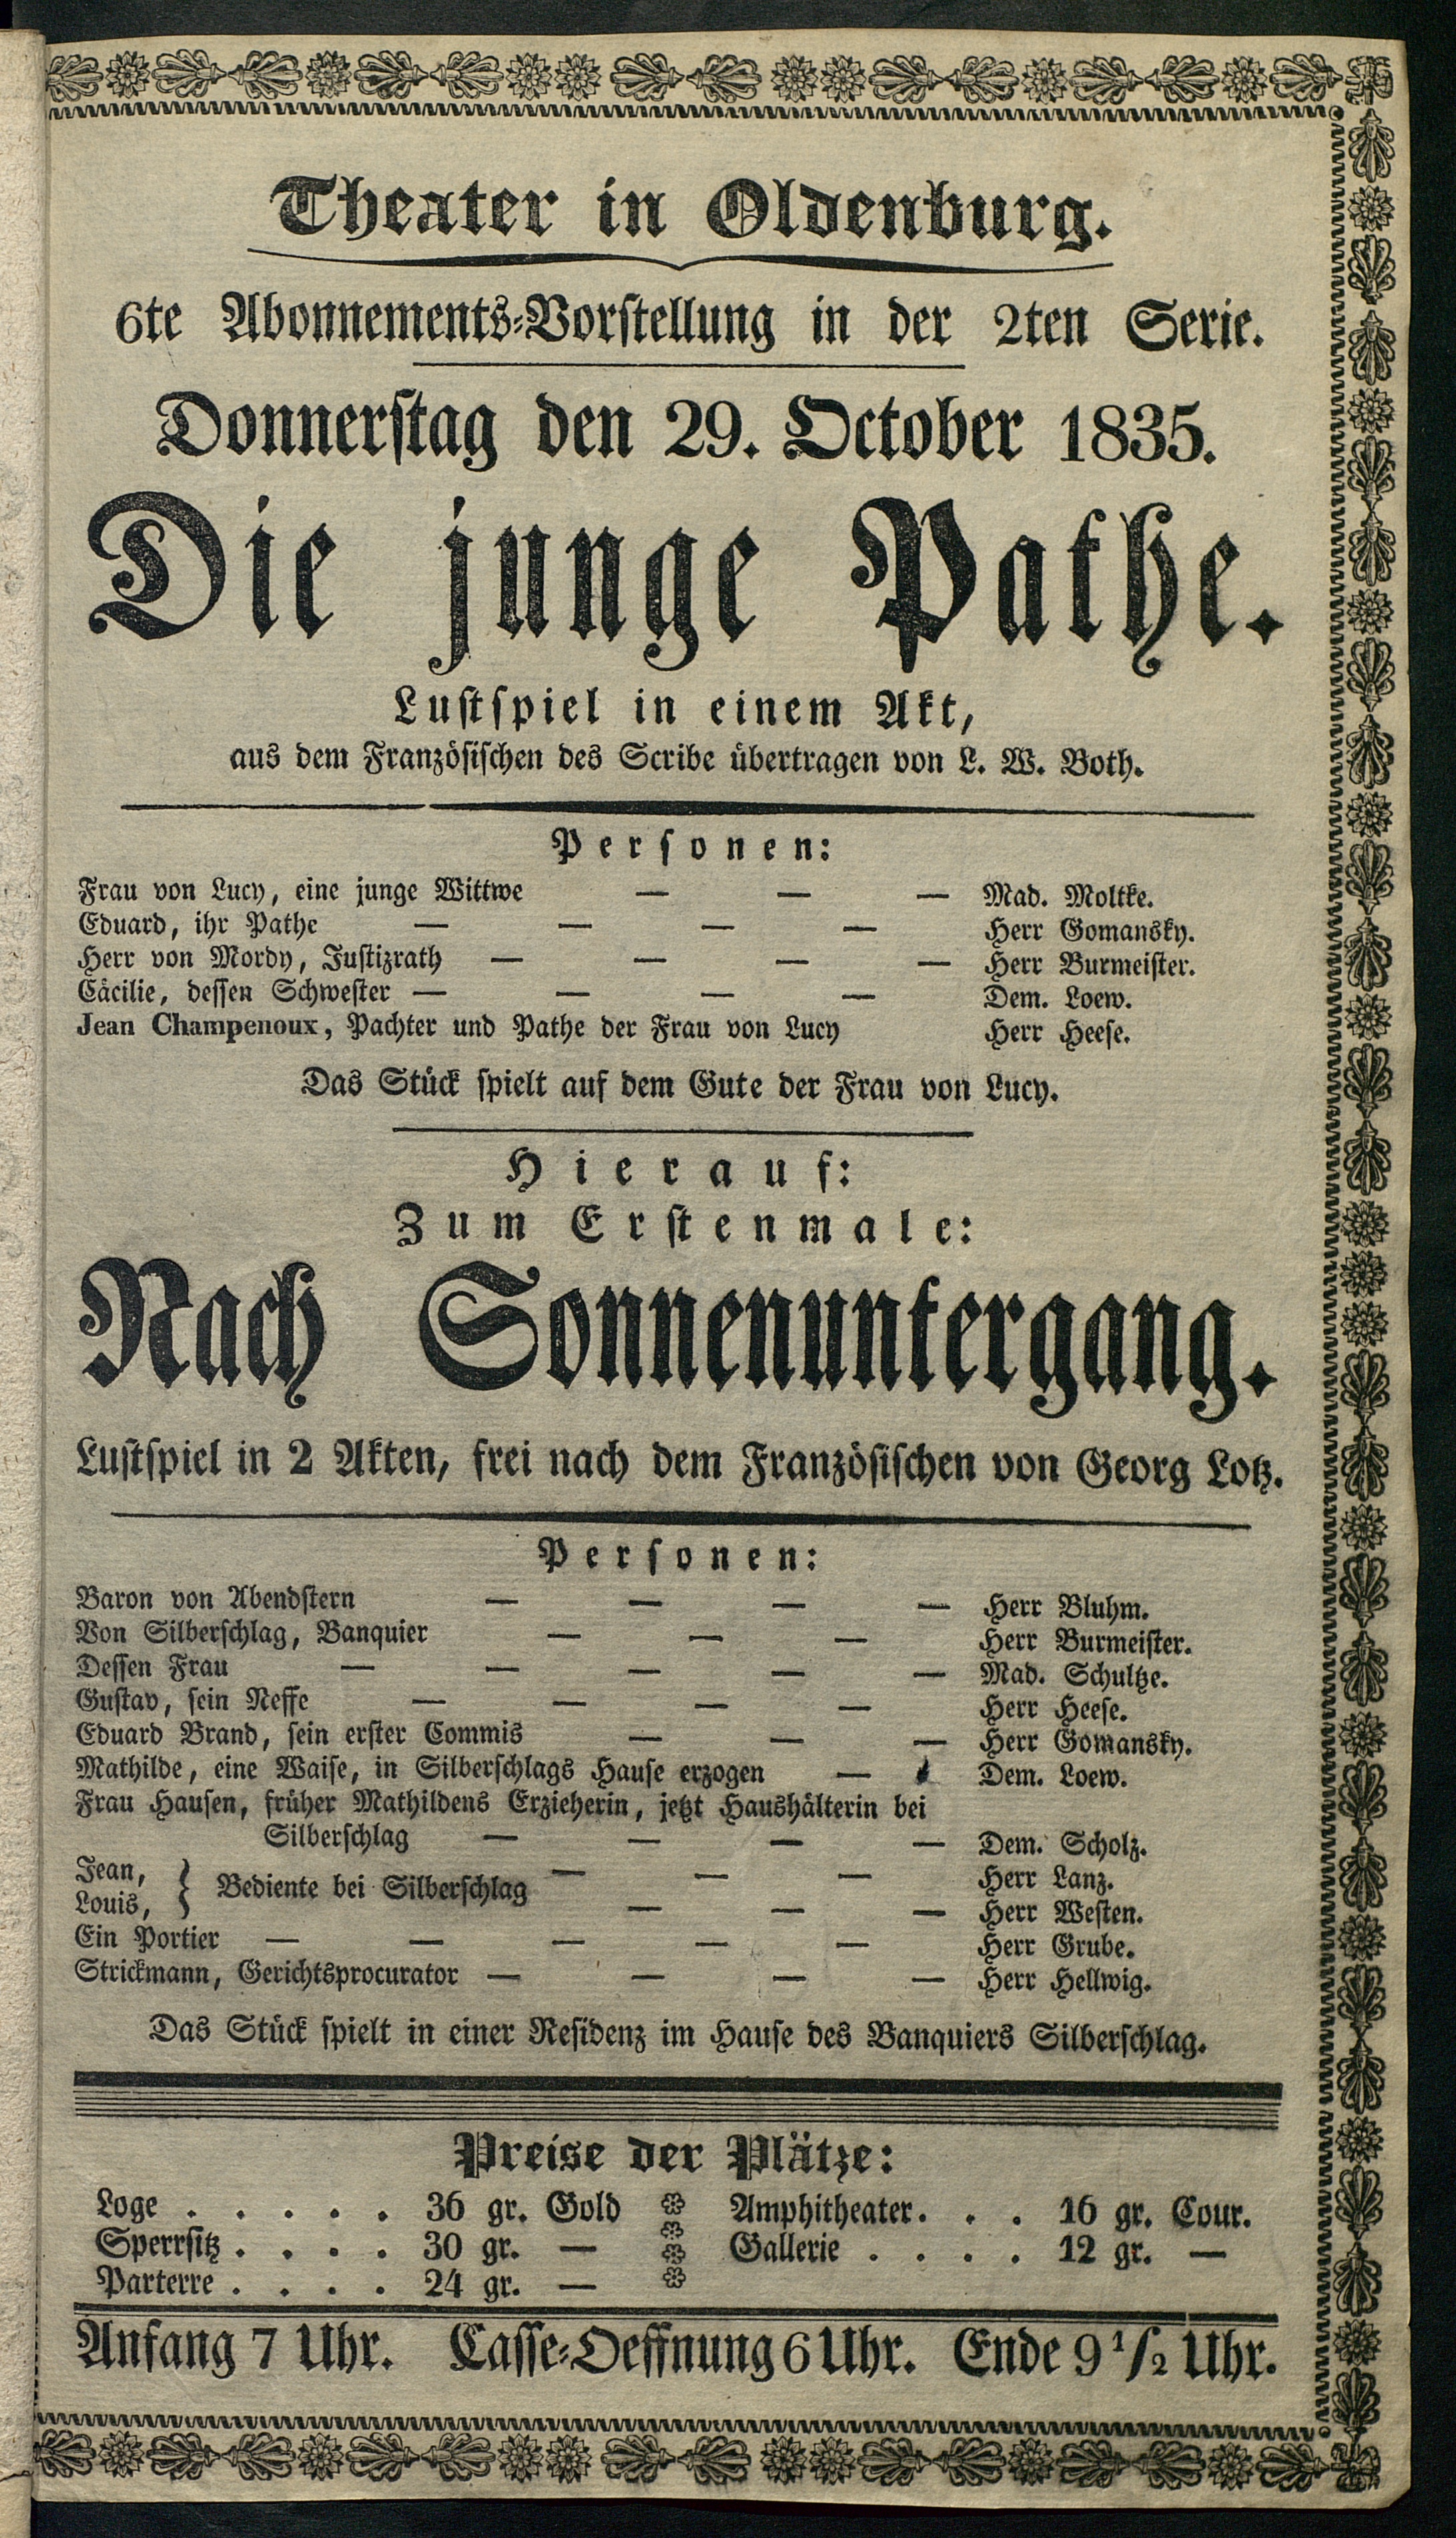 Theater in Oldenburg.
6te Abonnements-Vorstellung in der 2ten Serie.
Donnerstag den 29. October 1835.
Die junge Pathe.
Lustspiel in einem Akt,
aus dem Französischen des Scribe übertragen von L. W. Both.
Personen:
Frau von Lucy, eine junge Wittwe — — — Mad. Moltke.
Eduard, ihr Pathe — — — — Herr Gomansky.
Herr von Mordy, Justizrath — — — — Herr Burmeister.
Cäcilie, dessen Schwester — — — — Dem. Loew.
Jean Champenoux, Pachter und Pathe der Frau von Lucy Herr Heese.
Das Stück spielt auf dem Gute der Frau von Lucy.
Hierauf:
Zum Erstenmale:
Nach Sonnenuntergang.
Lustspiel in 2 Akten, frei nach dem Französischen von Georg Lotz.
Personen:
Baron von Abendstern — — — — Herr Bluhm.
Von Silberschlag, Banquier — — — Herr Burmeister.
Dessen Frau — — — — — Mad. Schultze.
Gustav, sein Neffe — — — — Herr Heese.
Eduard Brand, sein erster Commis — — — Herr Gomansky.
Mathilde, eine Waise, in Silberschlags Hause erzogen — Dem. Loew.
Frau Hausen, früher Mathildens Erzieherin, jetzt Haushälterin bei
Silberschlag — — — — Dem. Scholz.
Jean, } Bediente bei Silberschlag — — — Herr Lanz.
Louis, — — — Herr Westen.
Ein Portier — — — — — Herr Grube.
Strickmann, Gerichtsprocurator — — — — Herr Hellwig.
Das Stück spielt in einer Residenz im Hause des Banquiers Silberschlag.
Preise der Plätze:
Loge . . . . . 36 gr. Gold Amphitheater. . . 16 gr. Cour.
Sperrsitz . . . . 30 gr. — Gallerie . . . . 12 gr. —
Parterre . . . . 24 gr. —
Anfang 7 Uhr. Casse-Oeffnung 6 Uhr. Ende 9 1/2 Uhr.